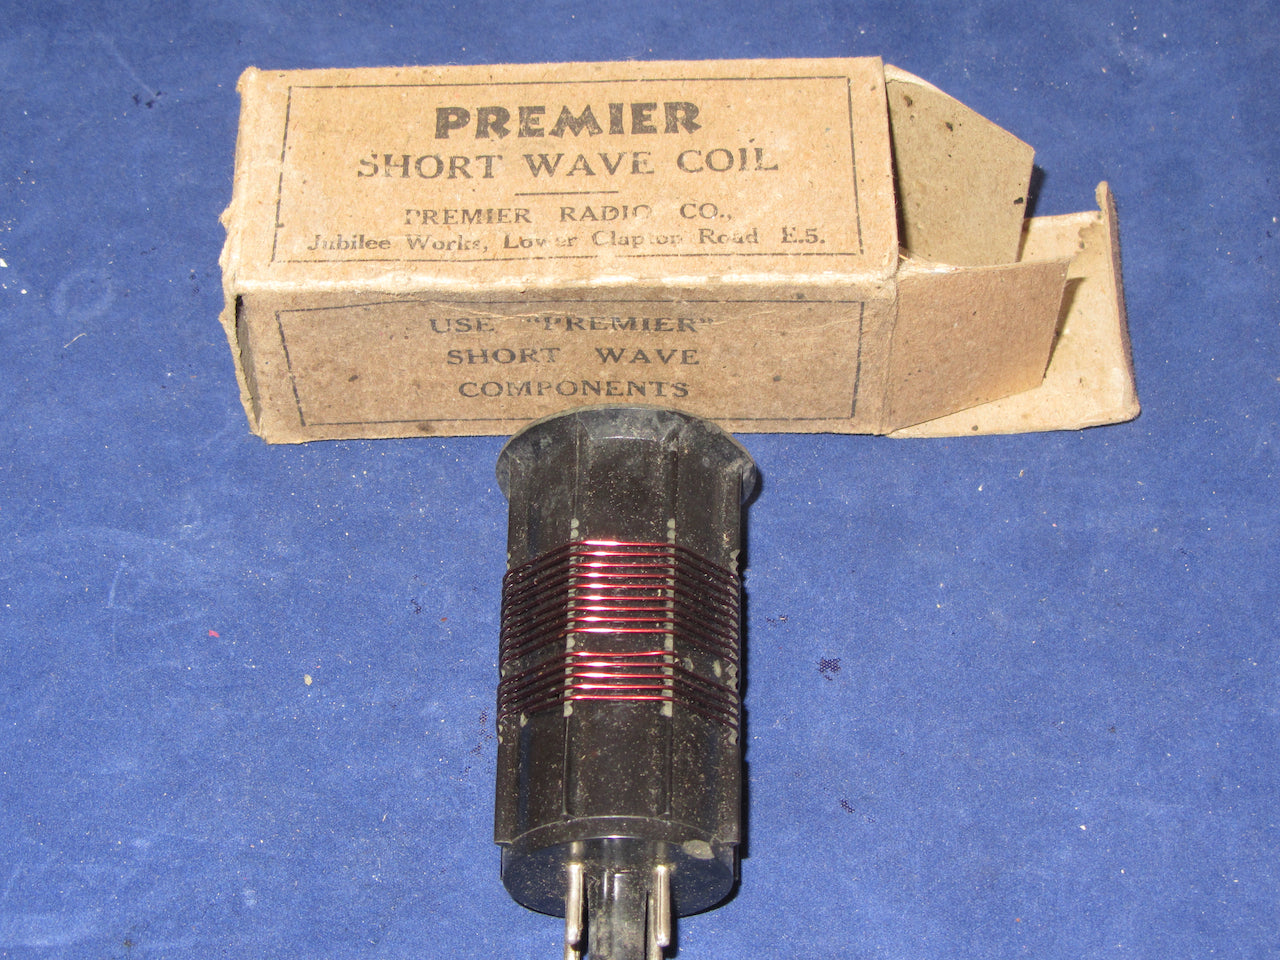 PREMIER
SHORT WAVE COIL
PREMIER RADIO CO.,
Jubilee Works, Lower Clapton Road E.5.
USE "PREMIER"
SHORT WAVE
COMPONENTS